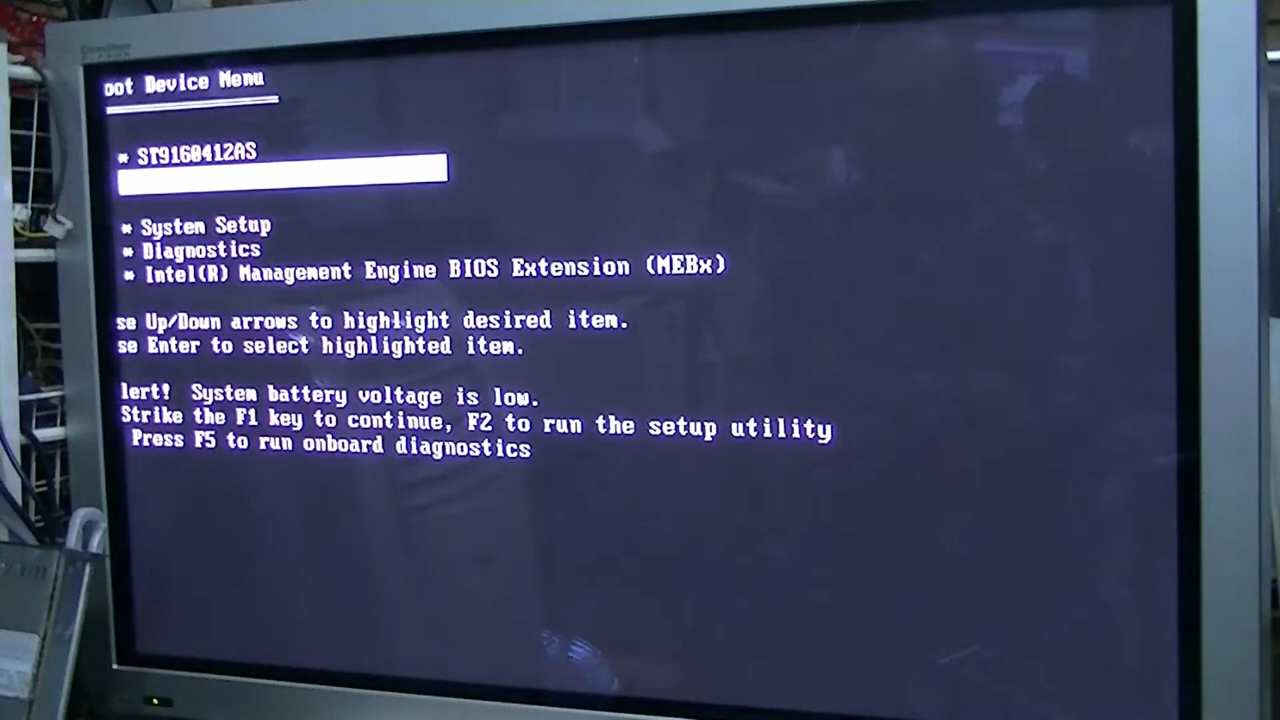 oot Device Menu
* ST9160412AS
* System Setup
* Diagnostics
* Intel(R) Management Engine BIOS Extension (MEBx)
se Up/Down arrows to highlight desired item.
se Enter to select highlighted item.
lert! System battery voltage is low.
Strike the F1 key to continue, F2 to run the setup utility
Press F5 to run onboard diagnostics